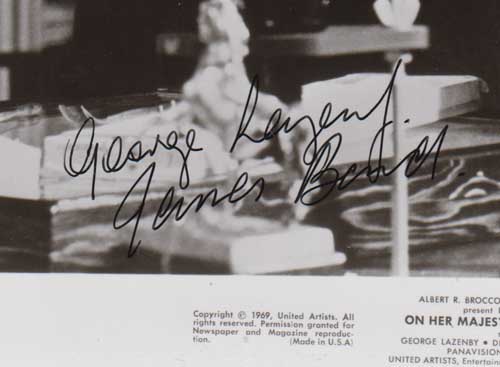 George Lazenby.
James Bond.
Copyright © 1969, United Artists. All
rights reserved. Permission granted for
Newspaper and Magazine reproduc-
tion. (Made in U.S.A)
ALBERT R. BROCCO
present
ON HER MAJEST
GEORGE LAZENBY • D
PANAVISION
UNITED ARTISTS, Entertain